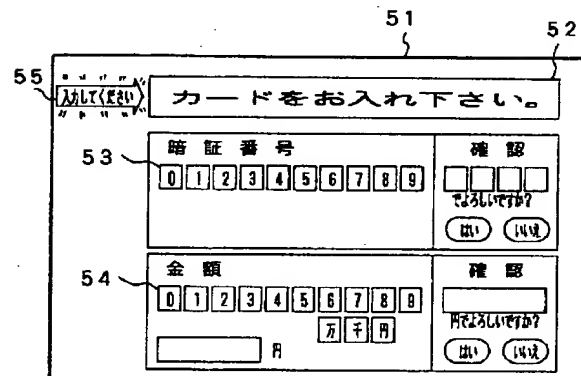 51
52
55
入力してください
カードをお入れ下さい。
53
暗証番号
0 1 2 3 4 5 6 7 8 9
確認
でよろしいですか?
はい いいえ
54
金額
0 1 2 3 4 5 6 7 8 9
万 千 円
円
確認
円でよろしいですか?
はい いいえ